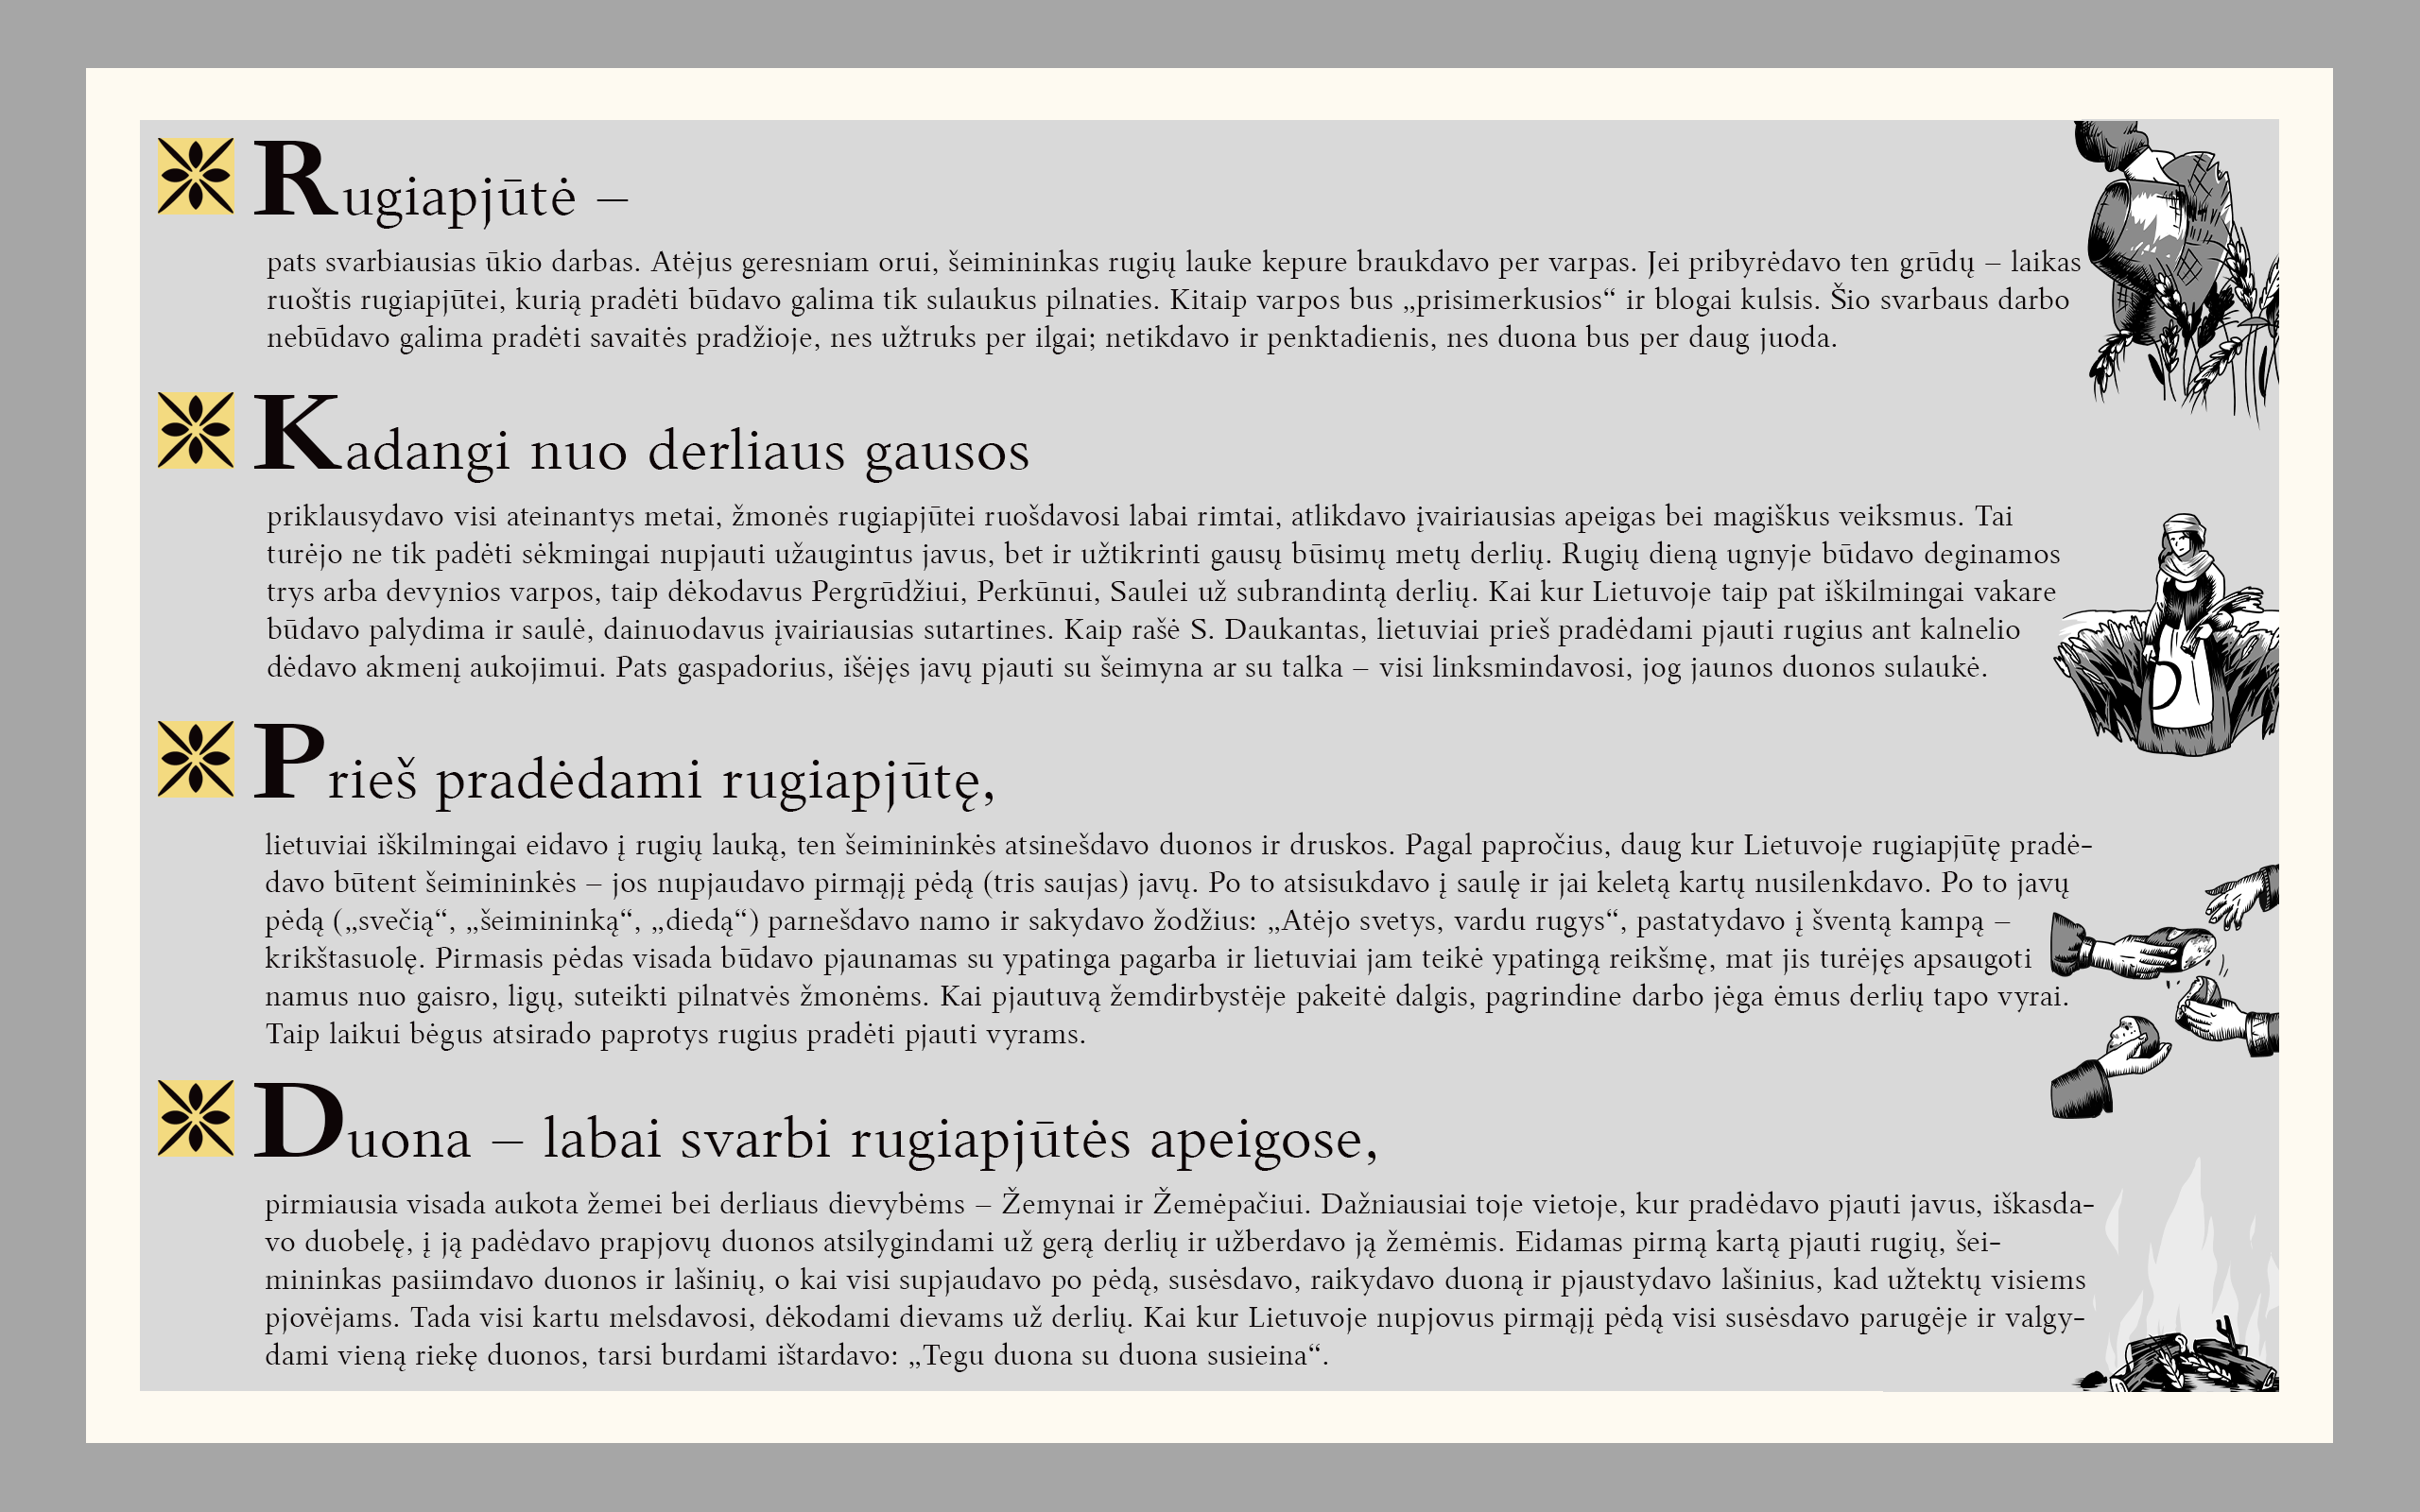 Rugiapjūtė –
pats svarbiausias ūkio darbas. Atėjus geresniam orui, šeimininkas rugių lauke kepure braukdavo per varpas. Jei pribyrėdavo ten grūdų – laikas
ruoštis rugiapjūtei, kurią pradėti būdavo galima tik sulaukus pilnaties. Kitaip varpos bus „prisimerkusios“ ir blogai kulsis. Šio svarbaus darbo
nebūdavo galima pradėti savaitės pradžioje, nes užtruks per ilgai; netikdavo ir penktadienis, nes duona bus per daug juoda.
Kadangi nuo derliaus gausos
priklausydavo visi ateinantys metai, žmonės rugiapjūtei ruošdavosi labai rimtai, atlikdavo įvairiausias apeigas bei magiškus veiksmus. Tai
turėjo ne tik padėti sėkmingai nupjauti užaugintus javus, bet ir užtikrinti gausų būsimų metų derlių. Rugių dieną ugnyje būdavo deginamos
trys arba devynios varpos, taip dėkodavus Pergrūdžiui, Perkūnui, Saulei už subrandintą derlių. Kai kur Lietuvoje taip pat iškilmingai vakare
būdavo palydima ir saulė, dainuodavus įvairiausias sutartines. Kaip rašė S. Daukantas, lietuviai prieš pradėdami pjauti rugius ant kalnelio
dėdavo akmenį aukojimui. Pats gaspadorius, išėjęs javų pjauti su šeimyna ar su talka – visi linksmindavosi, jog jaunos duonos sulaukė.
Prieš pradėdami rugiapjūtę,
lietuviai iškilmingai eidavo į rugių lauką, ten šeimininkės atsinešdavo duonos ir druskos. Pagal papročius, daug kur Lietuvoje rugiapjūtę pradė-
davo būtent šeimininkės – jos nupjaudavo pirmąjį pėdą (tris saujas) javų. Po to atsisukdavo į saulę ir jai keletą kartų nusilenkdavo. Po to javų
pėdą („svečią“, „šeimininką“, „diedą“) parnešdavo namo ir sakydavo žodžius: „Atėjo svetys, vardu rugys“, pastatydavo į šventą kampą –
krikštasuolę. Pirmasis pėdas visada būdavo pjaunamas su ypatinga pagarba ir lietuviai jam teikė ypatingą reikšmę, mat jis turėjęs apsaugoti
namus nuo gaisro, ligų, suteikti pilnatvės žmonėms. Kai pjautuvą žemdirbystėje pakeitė dalgis, pagrindine darbo jėga ėmus derlių tapo vyrai.
Taip laikui bėgus atsirado paprotys rugius pradėti pjauti vyrams.
Duona – labai svarbi rugiapjūtės apeigose,
pirmiausia visada aukota žemei bei derliaus dievybėms – Žemynai ir Žemėpačiui. Dažniausiai toje vietoje, kur pradėdavo pjauti javus, iškasda-
vo duobelę, į ją padėdavo prapjovų duonos atsilygindami už gerą derlių ir užberdavo ją žemėmis. Eidamas pirmą kartą pjauti rugių, šei-
mininkas pasiimdavo duonos ir lašinių, o kai visi supjaudavo po pėdą, susėsdavo, raikydavo duoną ir pjaustydavo lašinius, kad užtektų visiems
pjovėjams. Tada visi kartu melsdavosi, dėkodami dievams už derlių. Kai kur Lietuvoje nupjovus pirmąjį pėdą visi susėsdavo parugėje ir valgy-
dami vieną riekę duonos, tarsi burdami ištardavo: „Tegu duona su duona susieina“.